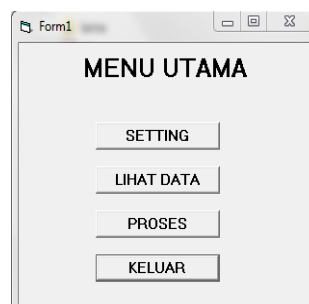 Form1
MENU UTAMA
SETTING
LIHAT DATA
PROSES
KELUAR